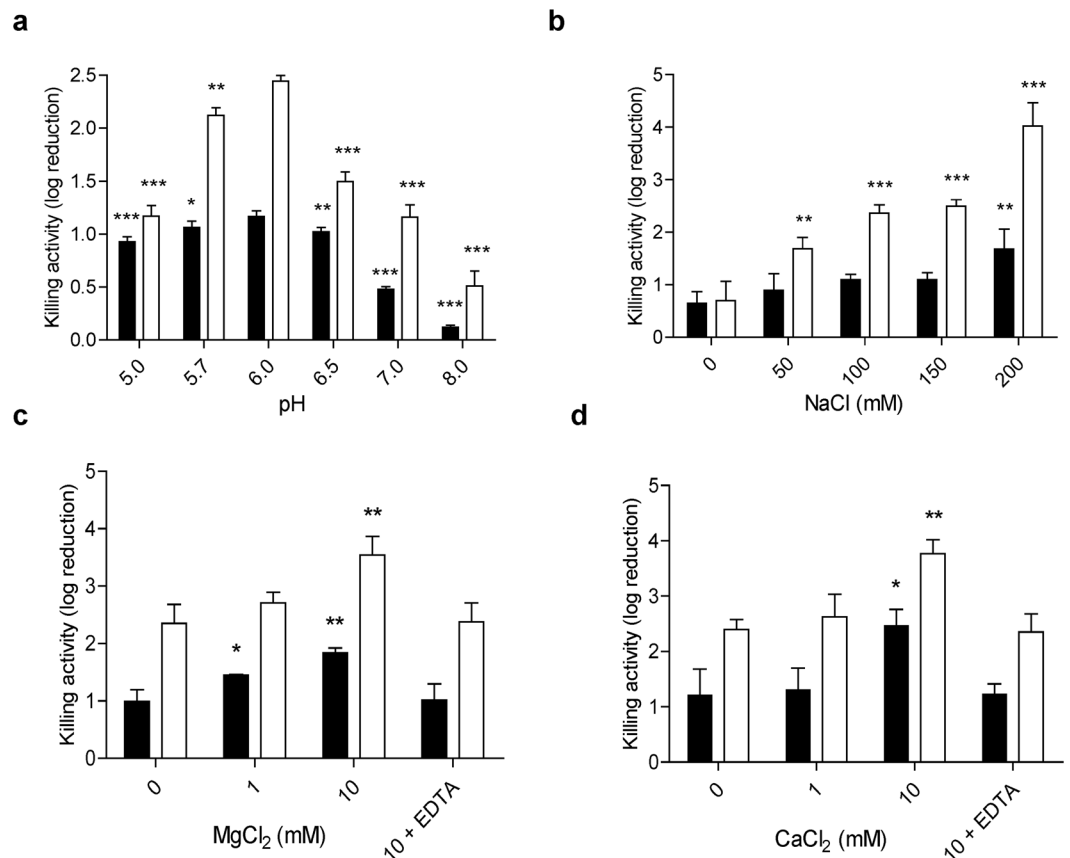 a
Killing activity (log reduction)
2.5
2.0
1.5
1.0
0.5
0.0
*** *** * ** ** *** *** *** *** ***
5.0 5.7 6.0 6.5 7.0 8.0
pH
b
Killing activity (log reduction)
5
4
3
2
1
0
** *** *** ** ***
0 50 100 150 200
NaCl (mM)
c
Killing activity (log reduction)
5
4
3
2
1
0
* ** **
0 1 10 10 + EDTA
MgCl₂ (mM)
d
Killing activity (log reduction)
5
4
3
2
1
0
* **
0 1 10 10 + EDTA
CaCl₂ (mM)